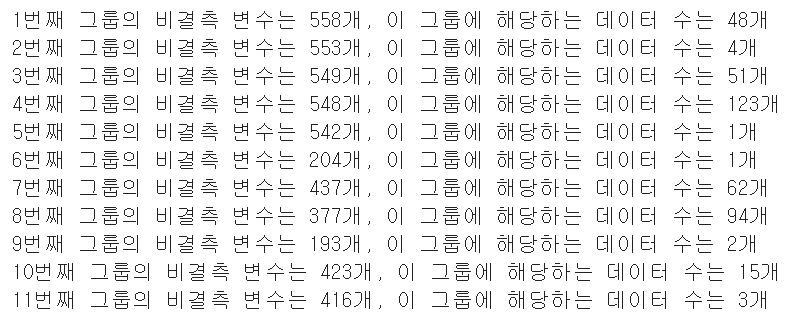 1번째 그룹의 비결측 변수는 558개, 이 그룹에 해당하는 데이터 수는 48개
2번째 그룹의 비결측 변수는 553개, 이 그룹에 해당하는 데이터 수는 4개
3번째 그룹의 비결측 변수는 549개, 이 그룹에 해당하는 데이터 수는 51개
4번째 그룹의 비결측 변수는 548개, 이 그룹에 해당하는 데이터 수는 123개
5번째 그룹의 비결측 변수는 542개, 이 그룹에 해당하는 데이터 수는 1개
6번째 그룹의 비결측 변수는 204개, 이 그룹에 해당하는 데이터 수는 1개
7번째 그룹의 비결측 변수는 437개, 이 그룹에 해당하는 데이터 수는 62개
8번째 그룹의 비결측 변수는 377개, 이 그룹에 해당하는 데이터 수는 94개
9번째 그룹의 비결측 변수는 193개, 이 그룹에 해당하는 데이터 수는 2개
10번째 그룹의 비결측 변수는 423개, 이 그룹에 해당하는 데이터 수는 15개
11번째 그룹의 비결측 변수는 416개, 이 그룹에 해당하는 데이터 수는 3개